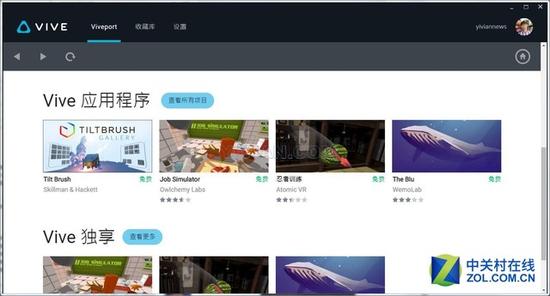 VIVE
Viveport
收藏库
设置
yiviannews
Vive 应用程序
查看所有项目
TILTBRUSH
GALLERY
JOB SIMULATOR
Tilt Brush
免费
Skillman & Hackett
Job Simulator
免费
Owlchemy Labs
忍者训练
免费
Atomic VR
The Blu
免费
WemoLab
Vive 独享
查看更多
中关村在线
ZOL.COM.CN